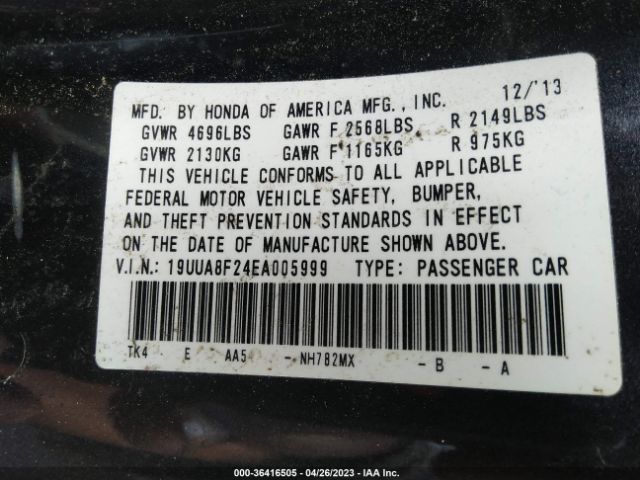 MFD. BY HONDA OF AMERICA MFG., INC. 12/'13
GVWR 4696LBS GAWR F 2568LBS R 2149LBS
GVWR 2130KG GAWR F 1165KG R 975KG
THIS VEHICLE CONFORMS TO ALL APPLICABLE
FEDERAL MOTOR VEHICLE SAFETY, BUMPER,
AND THEFT PREVENTION STANDARDS IN EFFECT
ON THE DATE OF MANUFACTURE SHOWN ABOVE.
V.I.N.: 19UUA8F24EA005999 TYPE: PASSENGER CAR
TK4 E AA5 - NH782MX - B - A
000-36416505 - 04/26/2023 - IAA Inc.